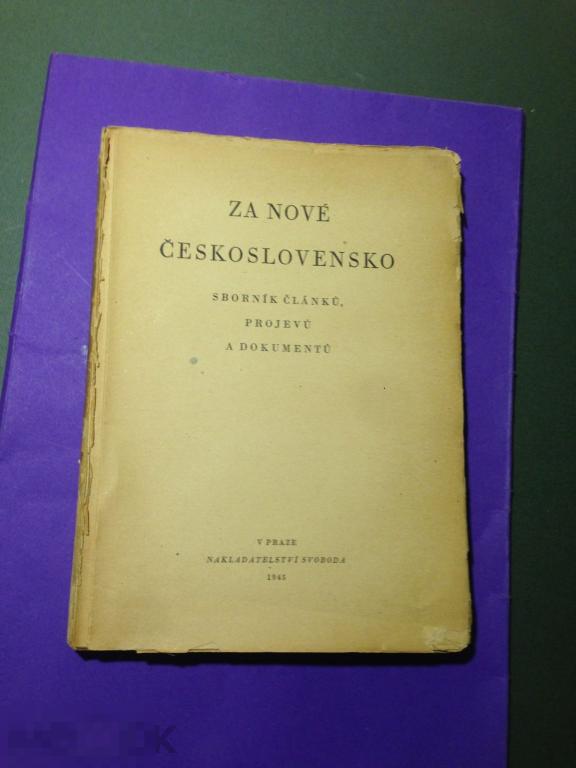 ZA NOVÉ
ČESKOSLOVENSKO
SBORNÍK ČLÁNKŮ,
PROJEVŮ
A DOKUMENTŮ
V PRAZE
NAKLADATELSTVÍ SVOBODA
1945